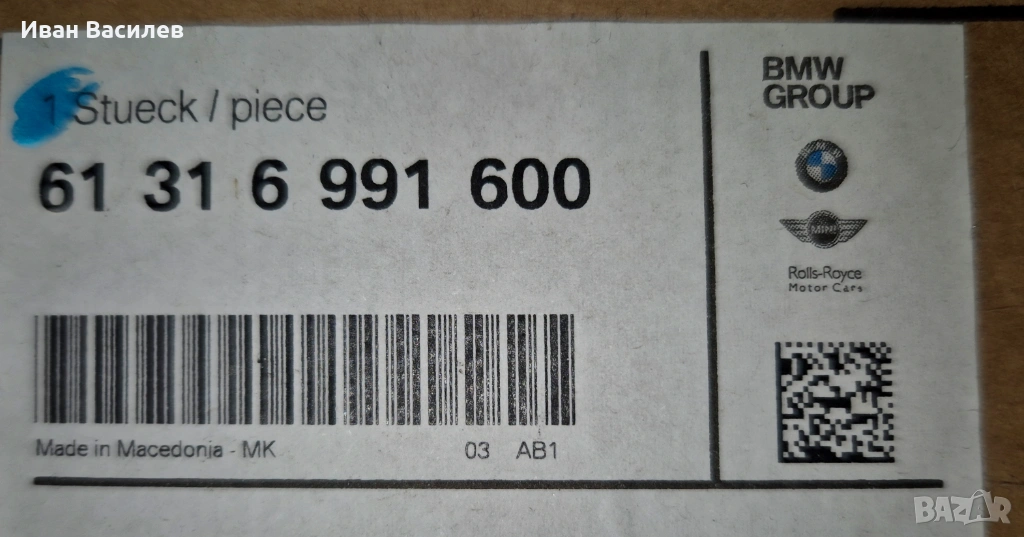 Иван Василев
1 Stueck / piece
61 31 6 991 600
Made in Macedonia - MK
03 AB1
BMW
GROUP
BMW
MINI
Rolls-Royce
Motor Cars
BAZAR